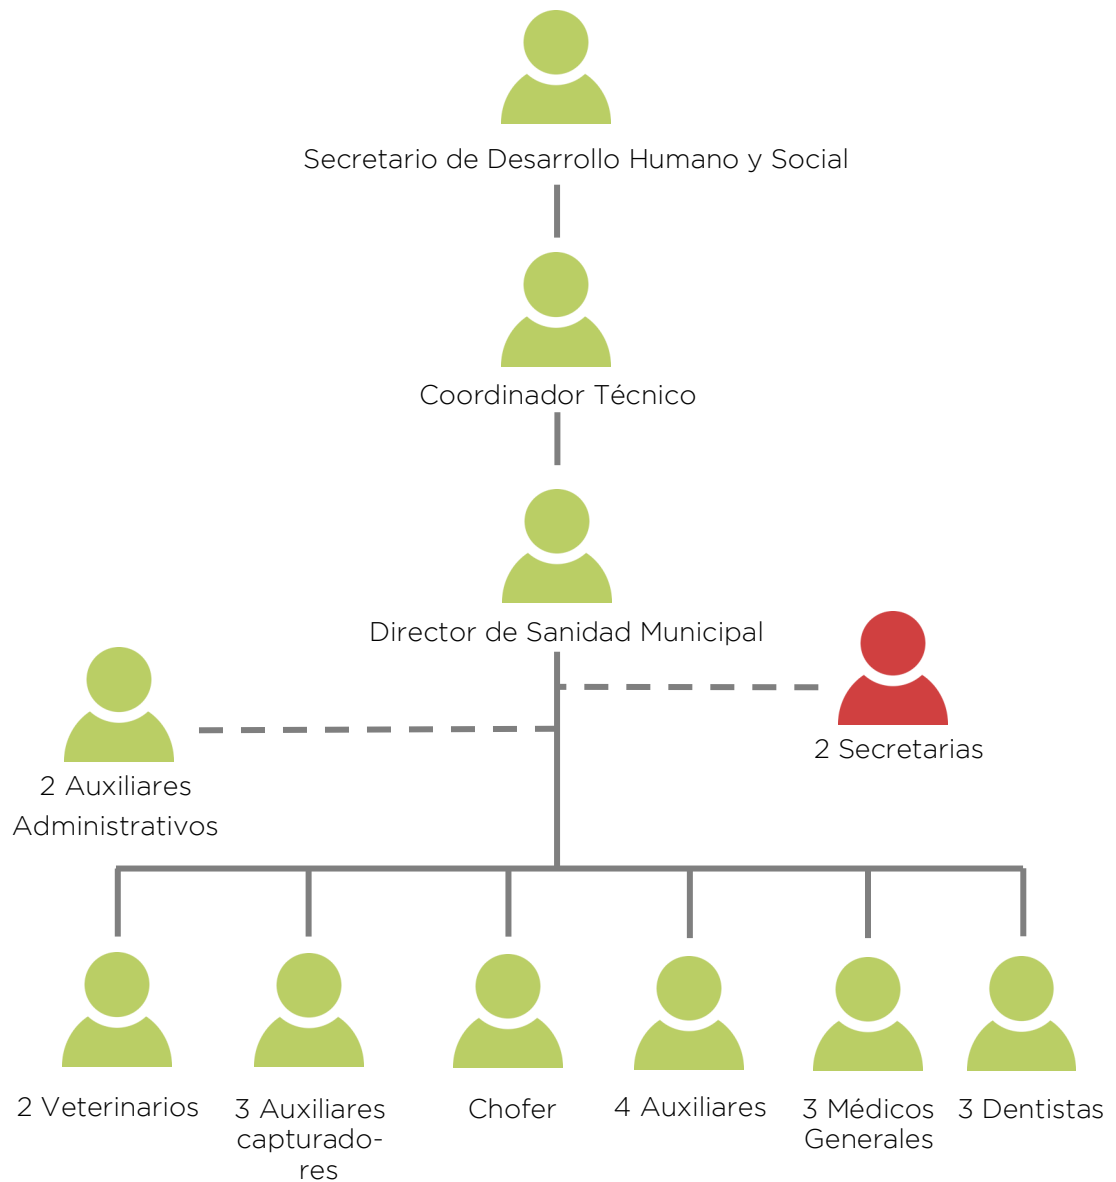 Secretario de Desarrollo Humano y Social
Coordinador Técnico
Director de Sanidad Municipal
2 Secretarias
2 Auxiliares
Administrativos
2 Veterinarios
3 Auxiliares
capturado-
res
Chofer
4 Auxiliares
3 Médicos
Generales
3 Dentistas